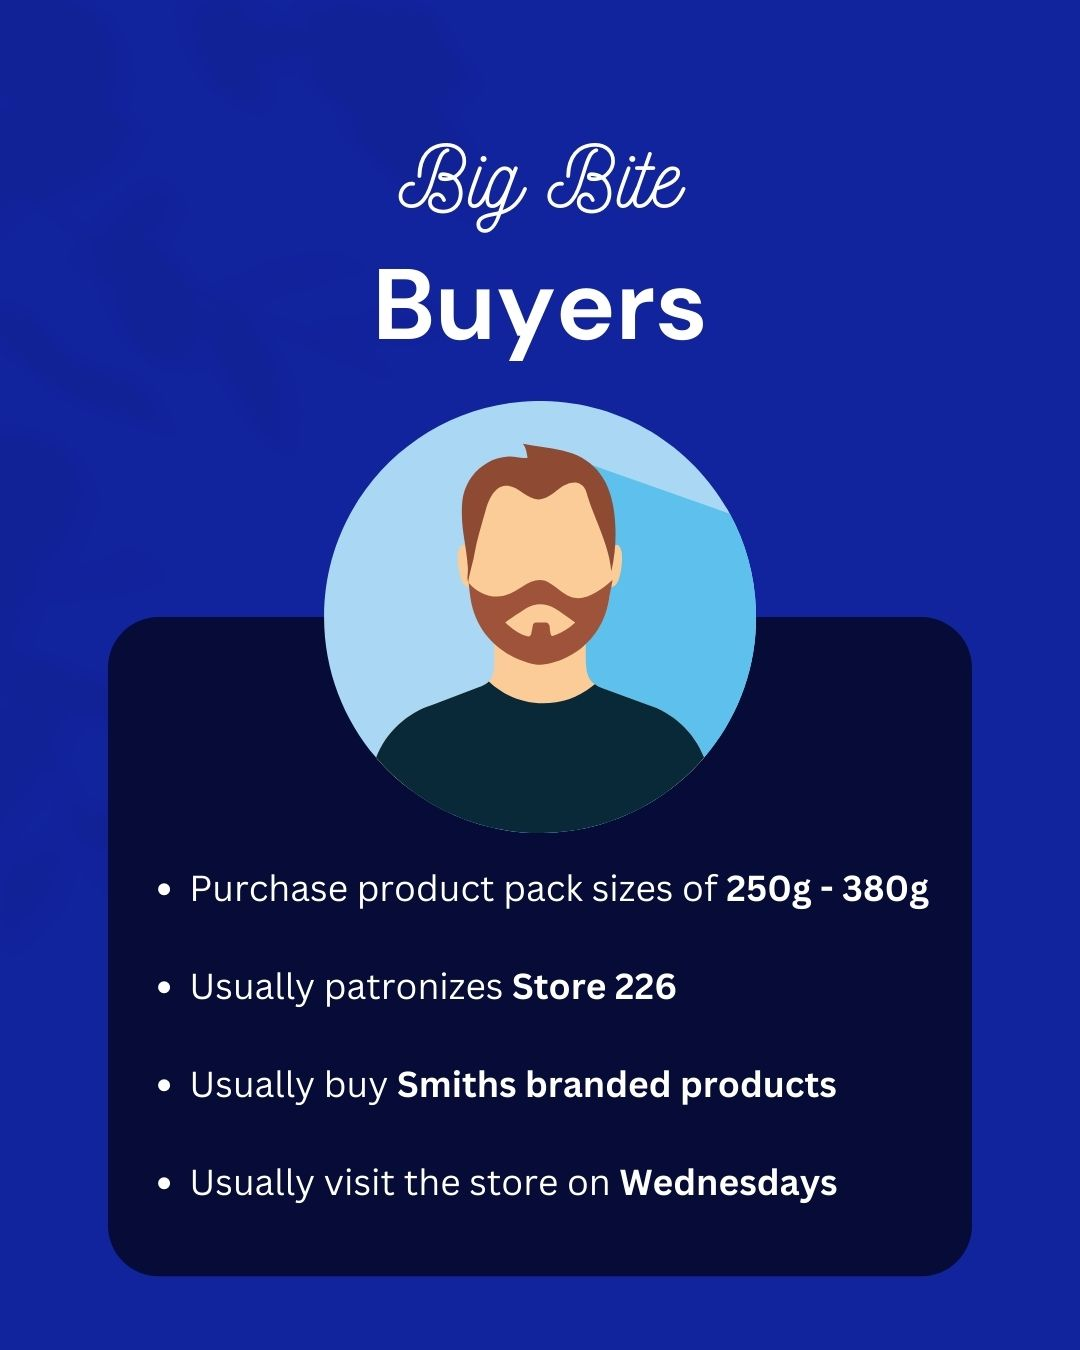 Big Bite
Buyers
• Purchase product pack sizes of 250g - 380g
• Usually patronizes Store 226
• Usually buy Smiths branded products
• Usually visit the store on Wednesdays